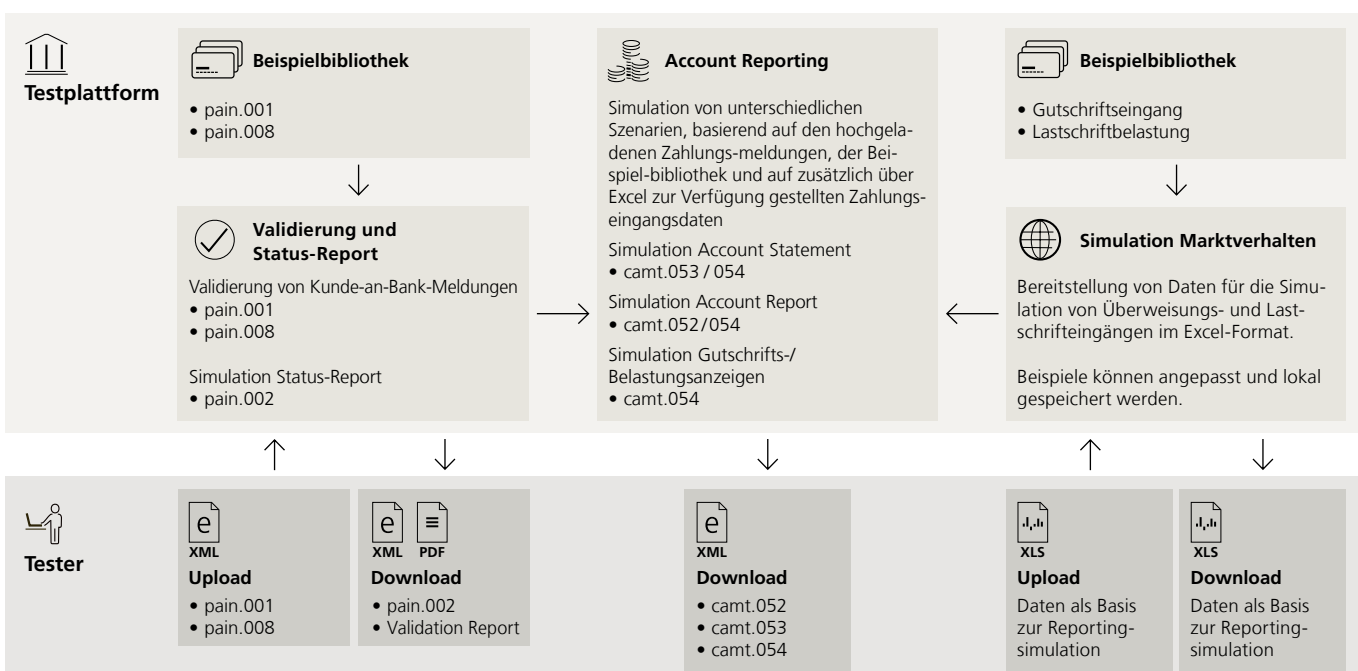 Testplattform
Beispielbibliothek
• pain.001
• pain.008
Validierung und
Status-Report
Validierung von Kunde-an-Bank-Meldungen
• pain.001
• pain.008
Simulation Status-Report
• pain.002
Account Reporting
Simulation von unterschiedlichen
Szenarien, basierend auf den hochgela-
denen Zahlungs-meldungen, der Bei-
spiel-bibliothek und auf zusätzlich über
Excel zur Verfügung gestellten Zahlungs-
eingangsdaten
Simulation Account Statement
• camt.053 / 054
Simulation Account Report
• camt.052/054
Simulation Gutschrifts-/
Belastungsanzeigen
• camt.054
Beispielbibliothek
• Gutschriftseingang
• Lastschriftbelastung
Simulation Marktverhalten
Bereitstellung von Daten für die Simu-
lation von Überweisungs- und Last-
schrifteingängen im Excel-Format.
Beispiele können angepasst und lokal
gespeichert werden.
Tester
e
XML
Upload
• pain.001
• pain.008
e
XML PDF
Download
• pain.002
• Validation Report
e
XML
Download
• camt.052
• camt.053
• camt.054
XLS
Upload
Daten als Basis
zur Reporting-
simulation
XLS
Download
Daten als Basis
zur Reporting-
simulation